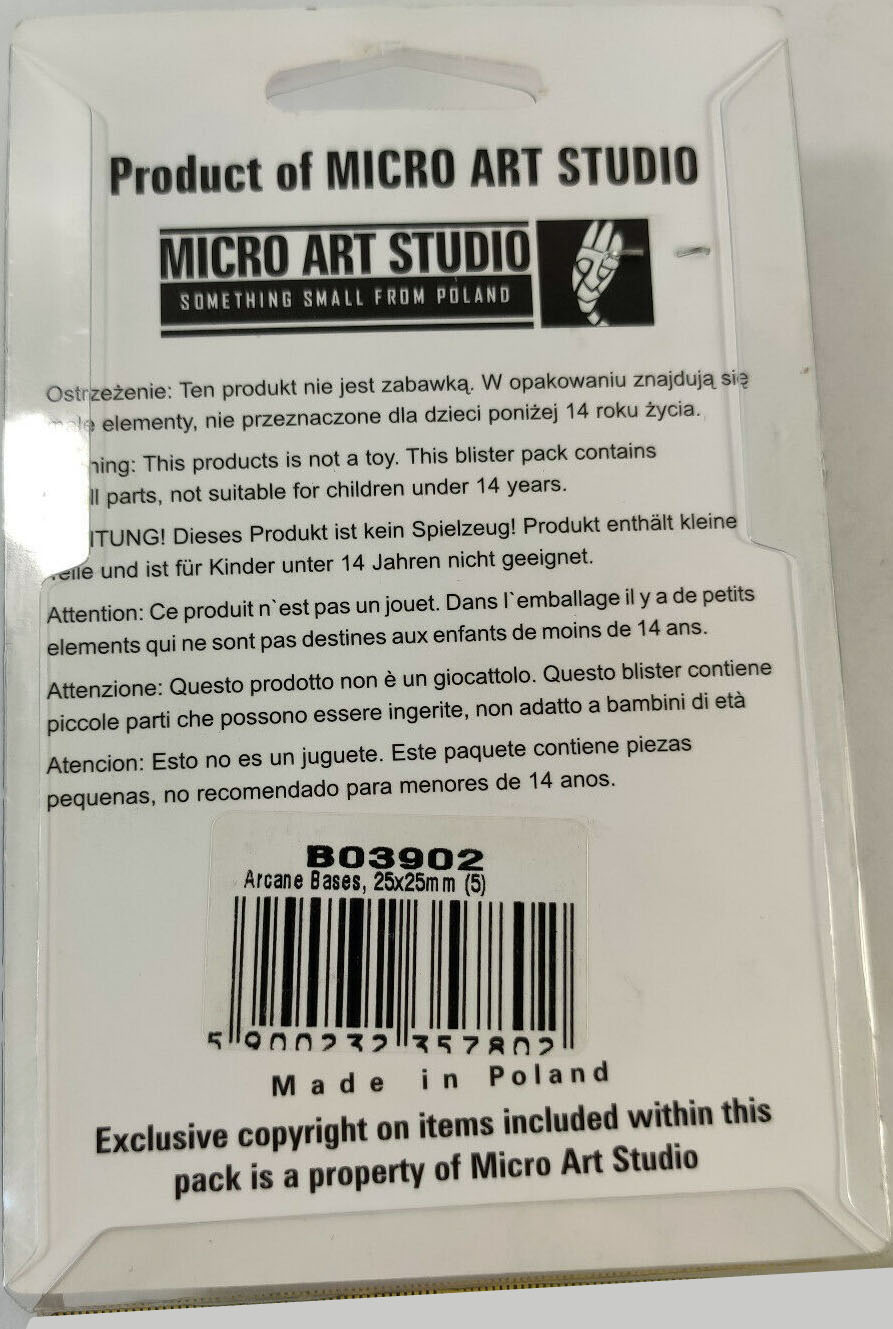 Product of MICRO ART STUDIO
MICRO ART STUDIO
SOMETHING SMALL FROM POLAND
Ostrzeżenie: Ten produkt nie jest zabawką. W opakowaniu znajdują się
elementy, nie przeznaczone dla dzieci poniżej 14 roku życia.
This products is not a toy. This blister pack contains
parts, not suitable for children under 14 years.
Dieses Produkt ist kein Spielzeug! Produkt enthält kleine
und ist für Kinder unter 14 Jahren nicht geeignet.
Attention: Ce produit n`est pas un jouet. Dans l`emballage il y a de petits
elements qui ne sont pas destines aux enfants de moins de 14 ans.
Attenzione: Questo prodotto non è un giocattolo. Questo blister contiene
piccole parti che possono essere ingerite, non adatto a bambini di età
Atencion: Esto no es un juguete. Este paquete contiene piezas
pequenas, no recomendado para menores de 14 anos.
B03902
Arcane Bases, 25x25mm (5)
5 900232 357802
Made in Poland
Exclusive copyright on items included within this
pack is a property of Micro Art Studio